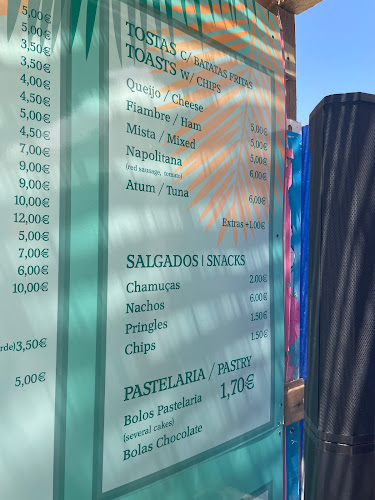 5,00€
5,00€
3,50€
3,50€
4,00€
4,50€
5,00€
4,50€
7,00€
9,00€
9,00€
10,00€
12,00€
5,00€
7,00€
6,00€
10,00€
rde)3,50€
5,00€
TOSTAS C/ BATATAS FRITAS
TOASTS W/ CHIPS
Queijo / Cheese 5,00€
Fiambre / Ham 5,00€
Mista / Mixed 5,00€
Napolitana 6,00€
(red sausage, tomato)
Atum / Tuna 6,00€
Extras +1.00€
SALGADOS | SNACKS
Chamuças 2.00€
Nachos 6.00€
Pringles 1.50€
Chips 1.50€
PASTELARIA / PASTRY
Bolos Pastelaria 1,70€
(several cakes)
Bolas Chocolate